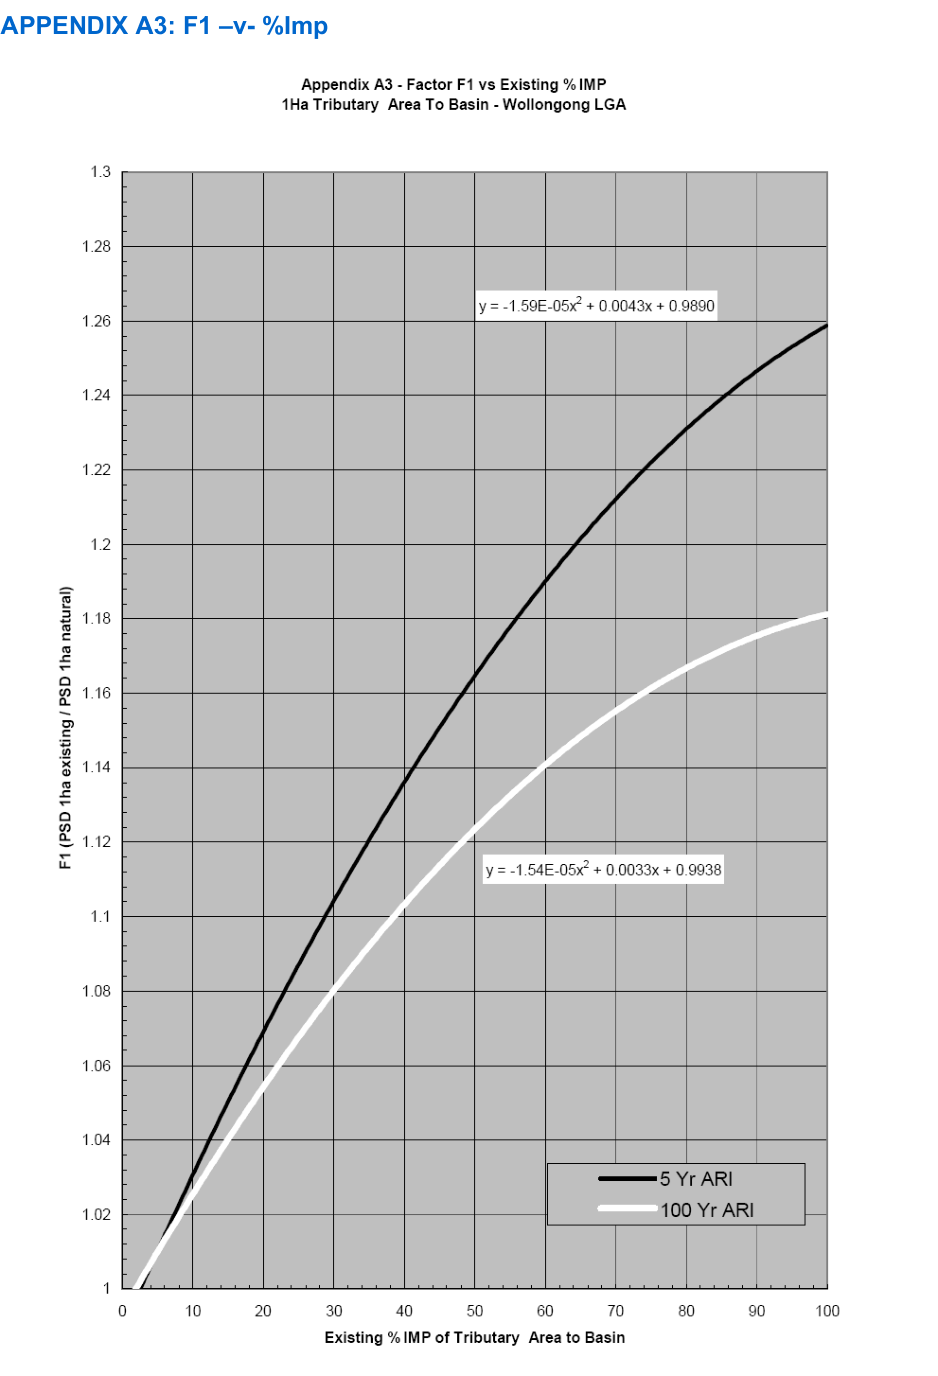 APPENDIX A3: F1 –v- %Imp
Appendix A3 - Factor F1 vs Existing % IMP
1Ha Tributary Area To Basin - Wollongong LGA
1.3
1.28
1.26
1.24
1.22
1.2
1.18
1.16
1.14
1.12
1.1
1.08
1.06
1.04
1.02
1
F1 (PSD 1ha existing / PSD 1ha natural)
y = -1.59E-05x² + 0.0043x + 0.9890
y = -1.54E-05x² + 0.0033x + 0.9938
5 Yr ARI
100 Yr ARI
0 10 20 30 40 50 60 70 80 90 100
Existing % IMP of Tributary Area to Basin